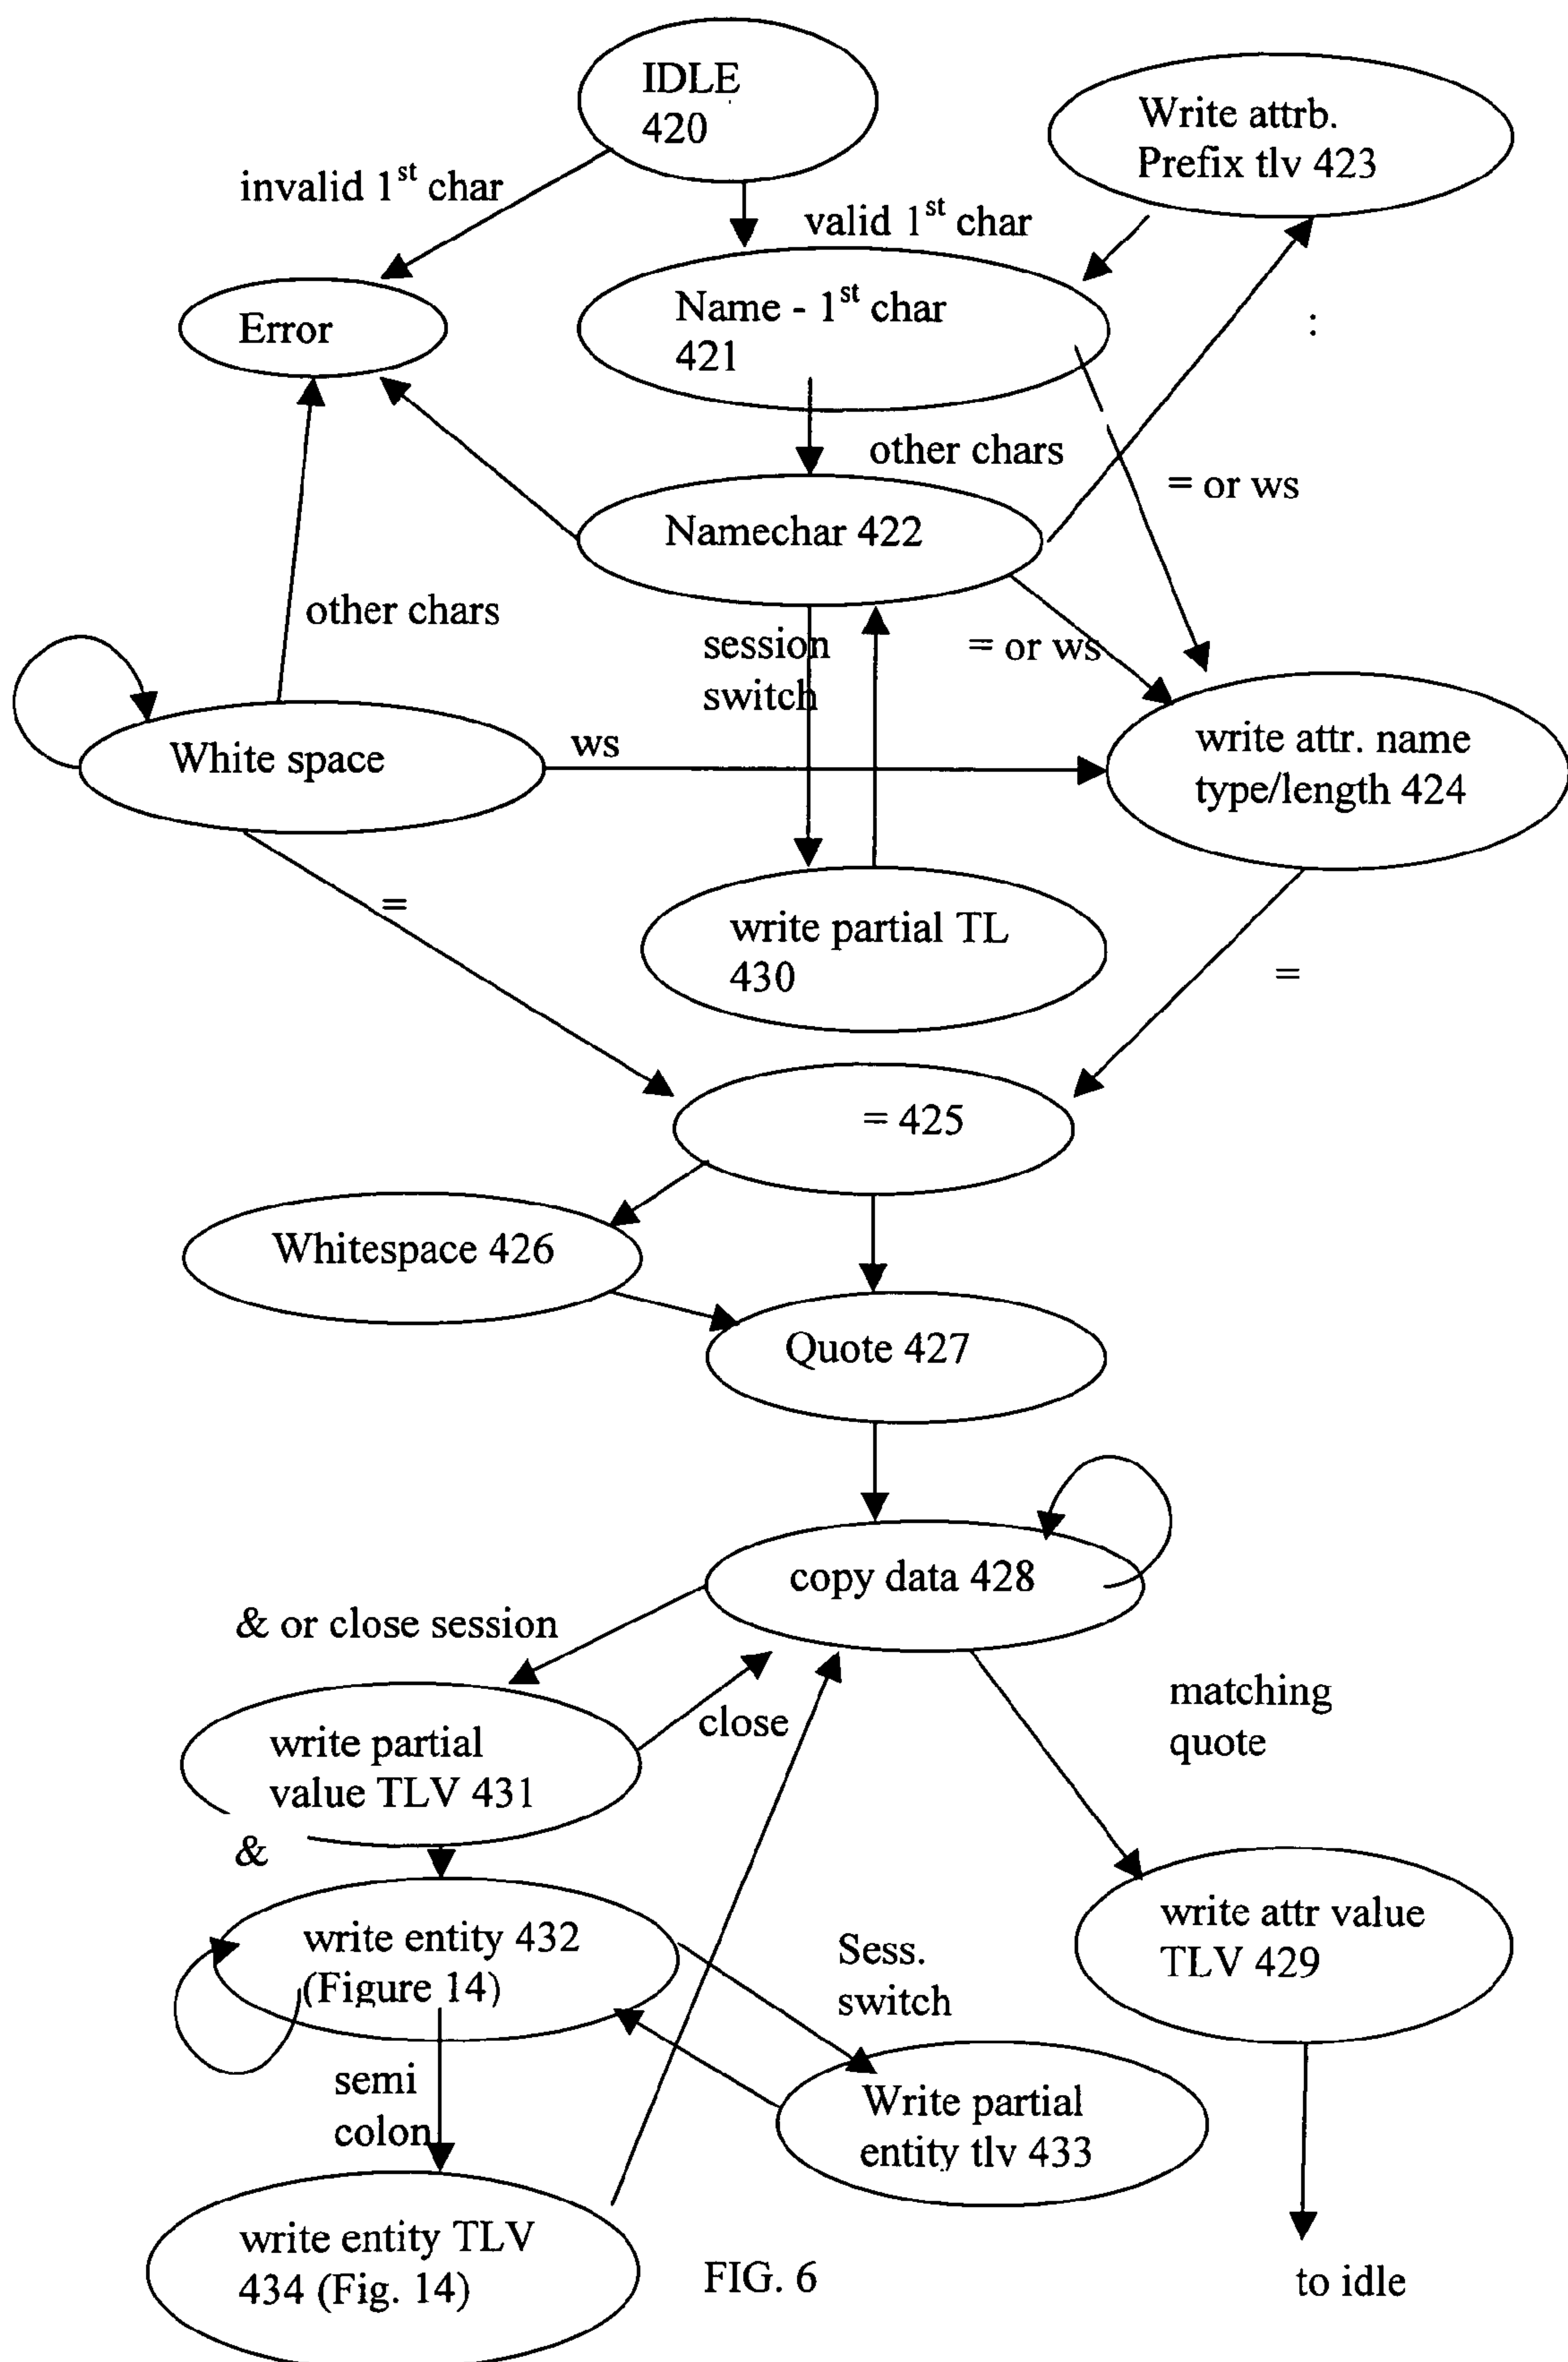 IDLE
420
Write attrb.
Prefix tlv 423
invalid 1st char
valid 1st char
Name - 1st char
421
Error
:
other chars
= or ws
Namechar 422
other chars
session
switch
= or ws
White space
ws
write attr. name
type/length 424
=
write partial TL
430
=
= 425
Whitespace 426
Quote 427
copy data 428
& or close session
matching
quote
close
write partial
value TLV 431
&
write entity 432
(Figure 14)
Sess.
switch
write attr value
TLV 429
semi
colon
Write partial
entity tlv 433
write entity TLV
434 (Fig. 14)
FIG. 6
to idle